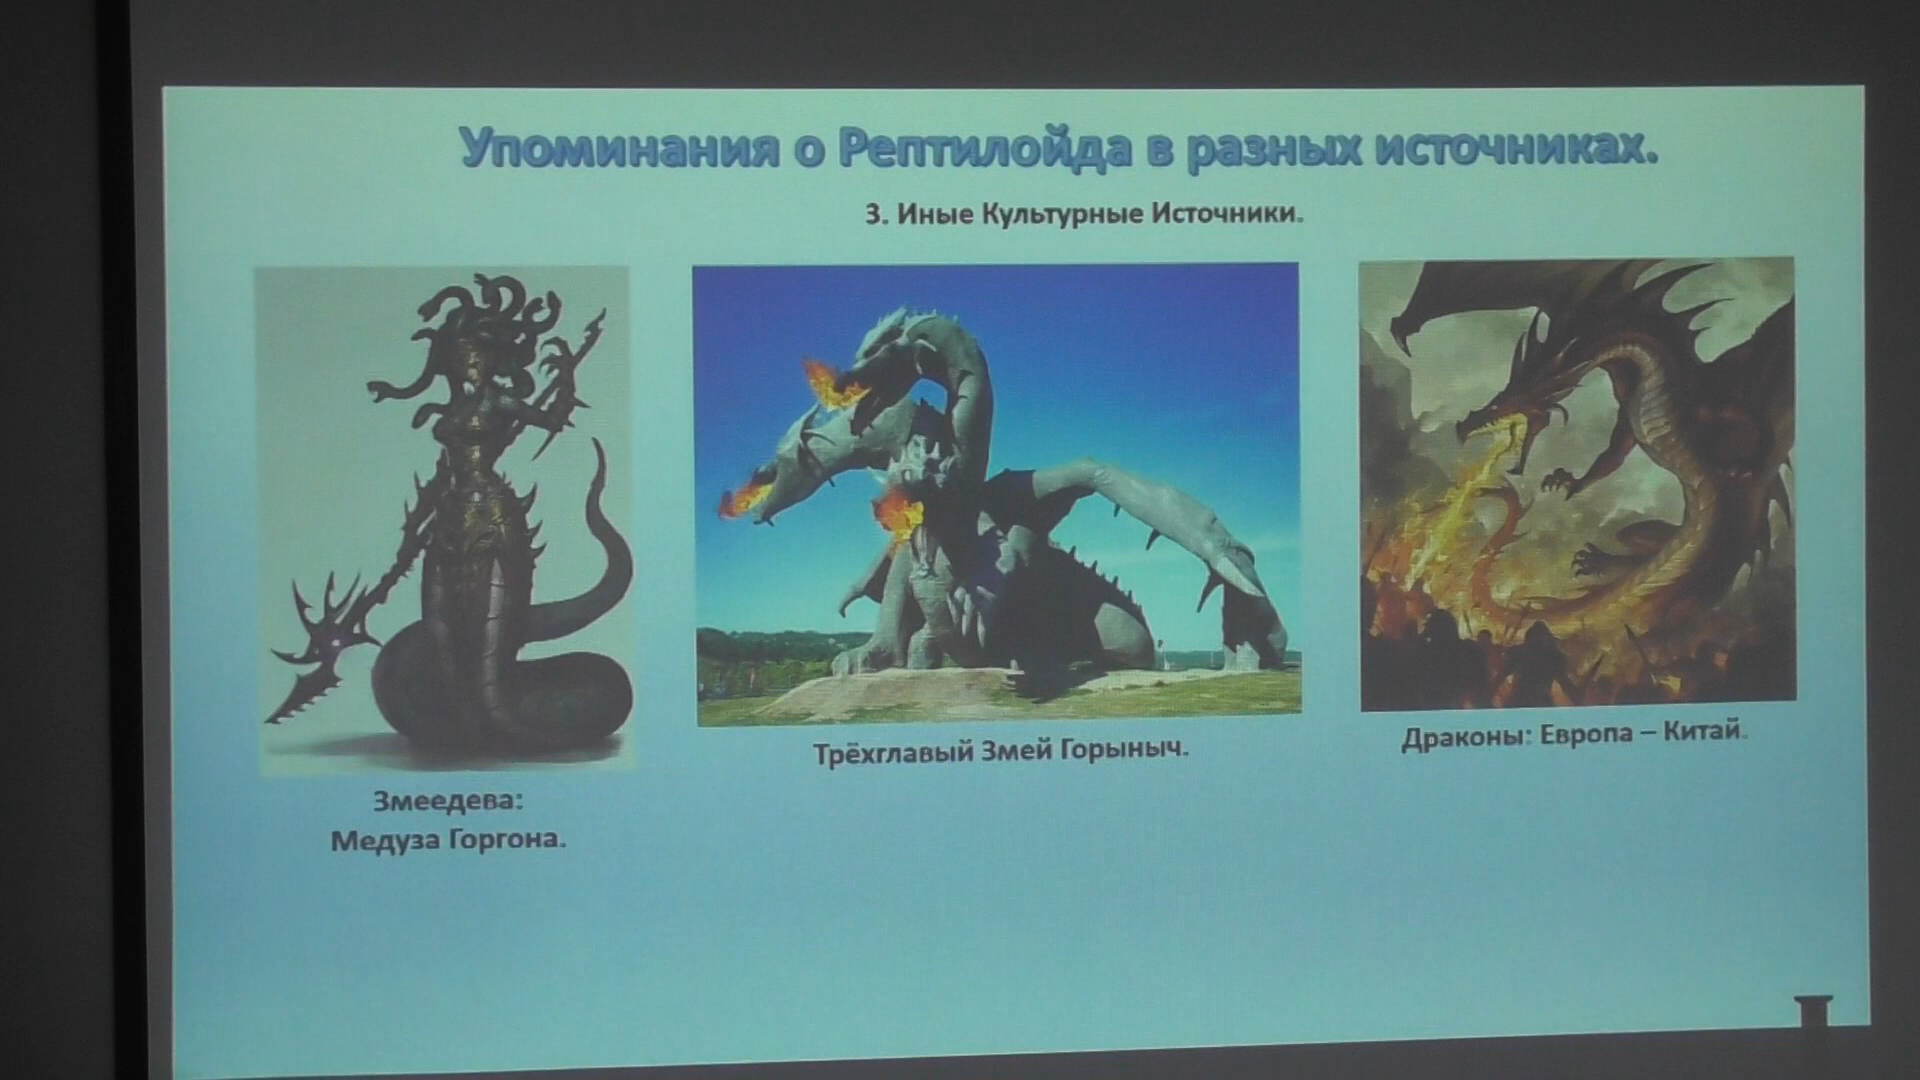 Упоминания о Рептилойда в разных источниках.
3. Иные Культурные Источники.
Змеедева:
Медуза Горгона.
Трёхглавый Змей Горыныч.
Драконы: Европа – Китай.